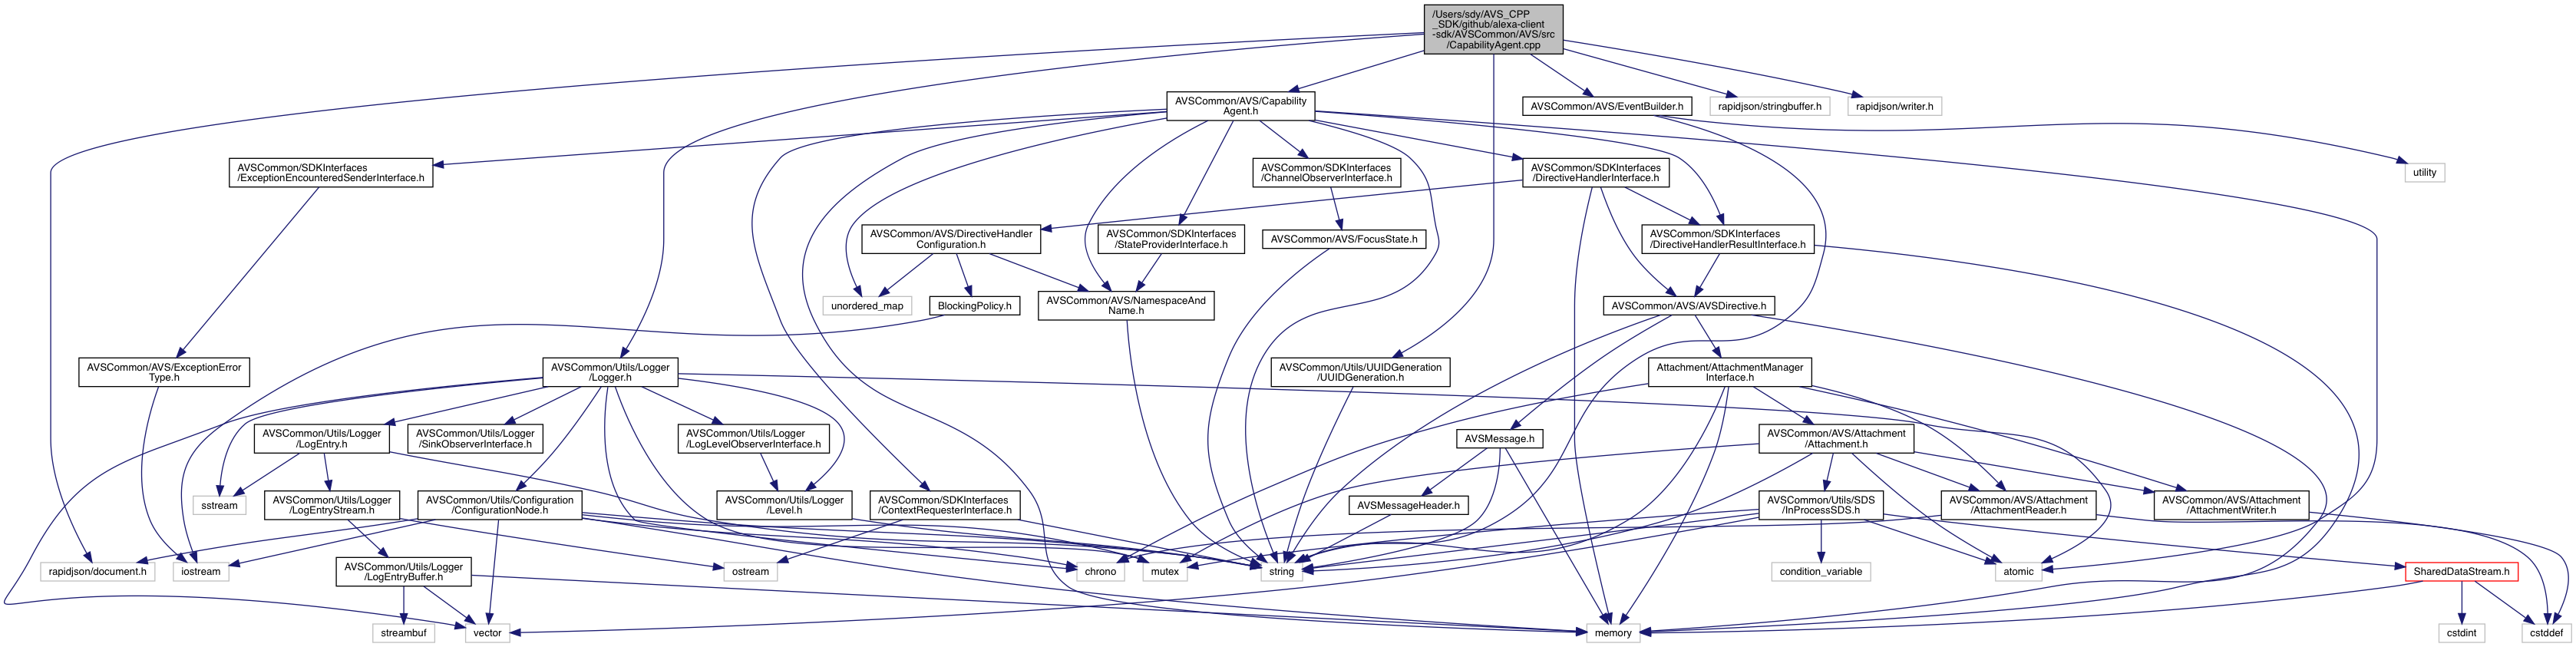 /Users/sdy/AVS_CPP
_SDK/github/alexa-client
-sdk/AVSCommon/AVS/src
/CapabilityAgent.cpp
AVSCommon/AVS/Capability
Agent.h
AVSCommon/AVS/EventBuilder.h
rapidjson/stringbuffer.h
rapidjson/writer.h
AVSCommon/SDKInterfaces
/ExceptionEncounteredSenderInterface.h
AVSCommon/SDKInterfaces
/ChannelObserverInterface.h
AVSCommon/SDKInterfaces
/DirectiveHandlerInterface.h
utility
AVSCommon/AVS/DirectiveHandler
Configuration.h
AVSCommon/SDKInterfaces
/StateProviderInterface.h
AVSCommon/AVS/FocusState.h
AVSCommon/SDKInterfaces
/DirectiveHandlerResultInterface.h
unordered_map
BlockingPolicy.h
AVSCommon/AVS/NamespaceAnd
Name.h
AVSCommon/AVS/AVSDirective.h
AVSCommon/AVS/ExceptionError
Type.h
AVSCommon/Utils/Logger
/Logger.h
AVSCommon/Utils/UUIDGeneration
/UUIDGeneration.h
Attachment/AttachmentManager
Interface.h
AVSCommon/Utils/Logger
/LogEntry.h
AVSCommon/Utils/Logger
/SinkObserverInterface.h
AVSCommon/Utils/Logger
/LogLevelObserverInterface.h
AVSMessage.h
AVSCommon/AVS/Attachment
/Attachment.h
sstream
AVSCommon/Utils/Logger
/LogEntryStream.h
AVSCommon/Utils/Configuration
/ConfigurationNode.h
AVSCommon/Utils/Logger
/Level.h
AVSCommon/SDKInterfaces
/ContextRequesterInterface.h
AVSMessageHeader.h
AVSCommon/Utils/SDS
/InProcessSDS.h
AVSCommon/AVS/Attachment
/AttachmentReader.h
AVSCommon/AVS/Attachment
/AttachmentWriter.h
rapidjson/document.h
iostream
AVSCommon/Utils/Logger
/LogEntryBuffer.h
ostream
chrono
mutex
string
condition_variable
atomic
SharedDataStream.h
streambuf
vector
memory
cstdint
cstddef